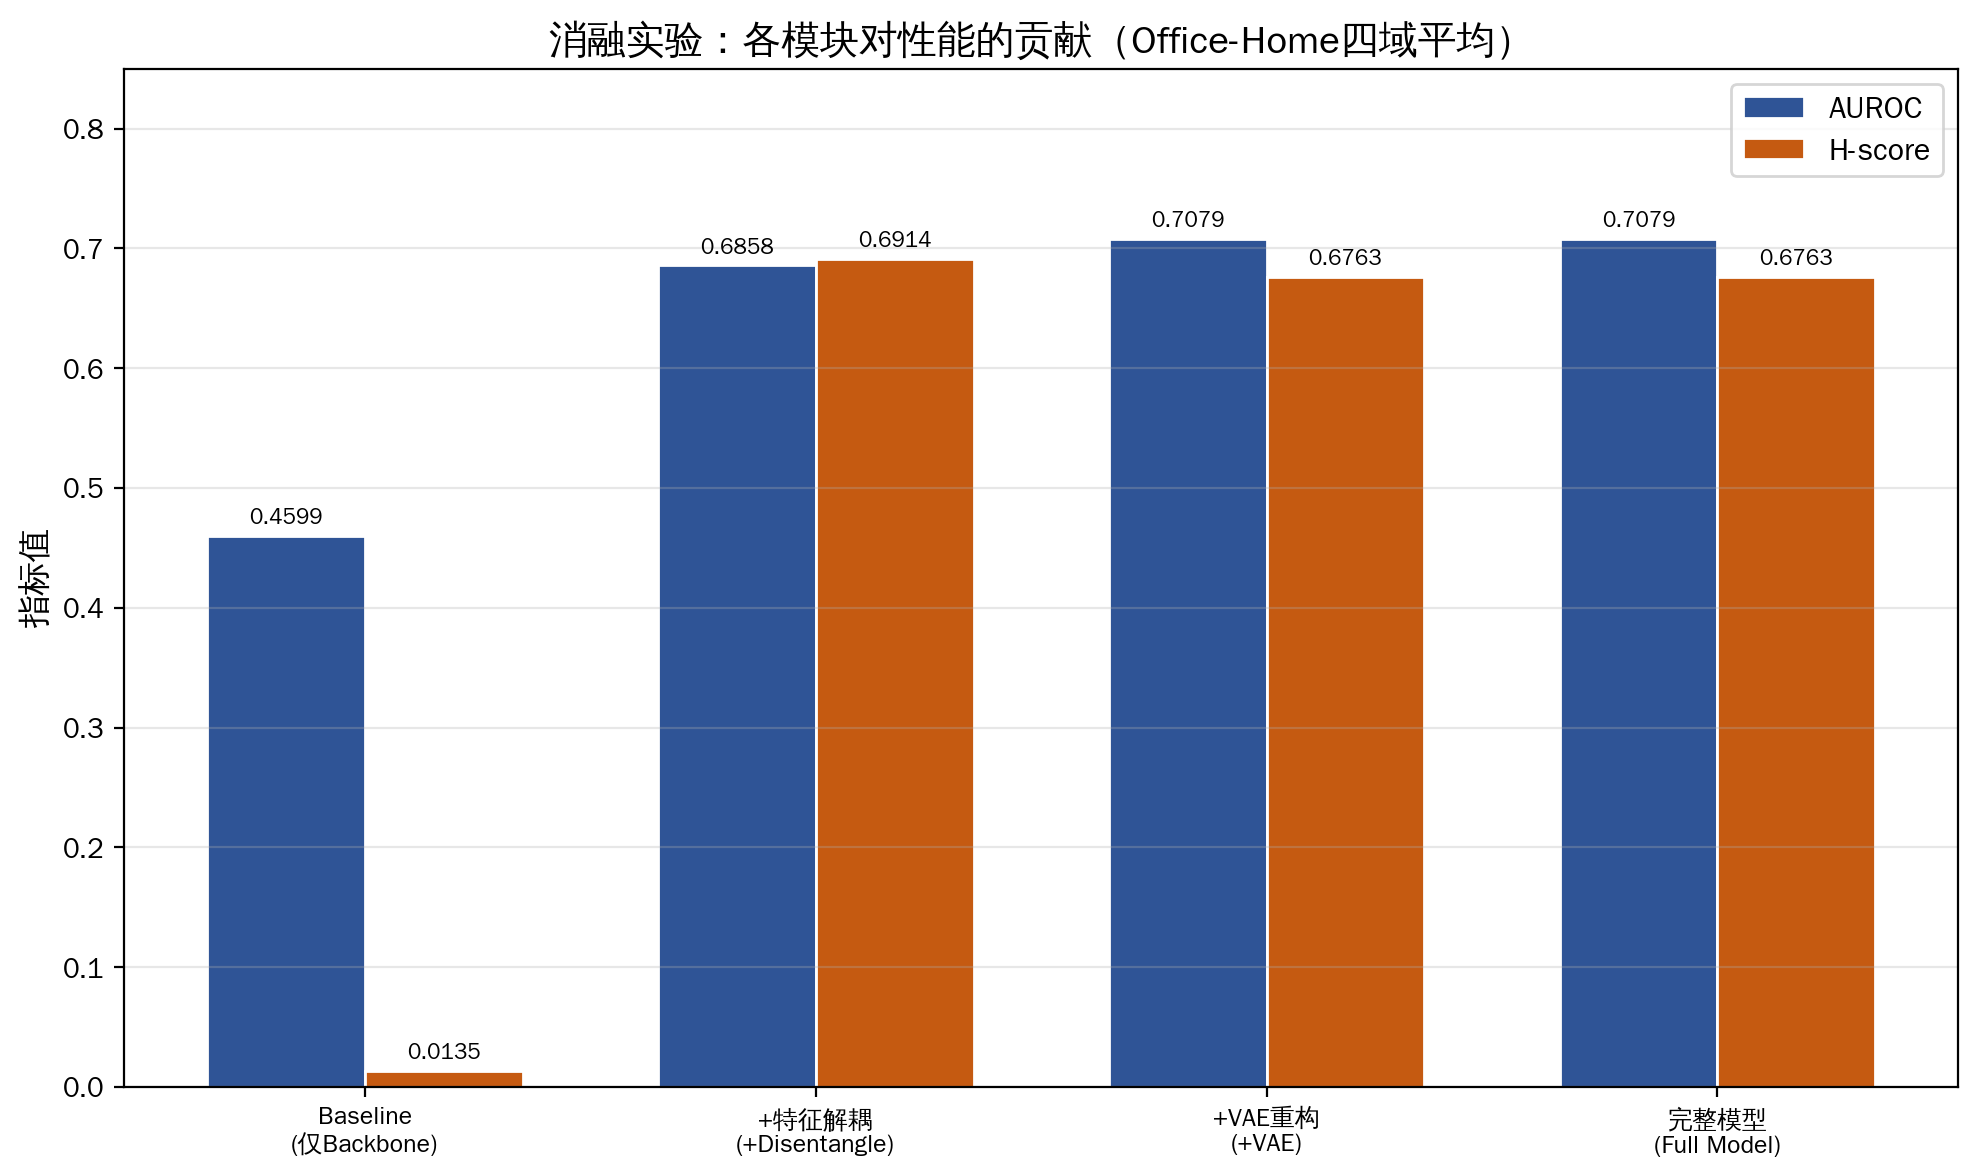 消融实验：各模块对性能的贡献（Office-Home四域平均）
AUROC
H-score
指标值
0.8
0.7
0.6
0.5
0.4
0.3
0.2
0.1
0.0
0.4599
0.0135
0.6858
0.6914
0.7079
0.6763
0.7079
0.6763
Baseline
(仅Backbone)
+特征解耦
(+Disentangle)
+VAE重构
(+VAE)
完整模型
(Full Model)